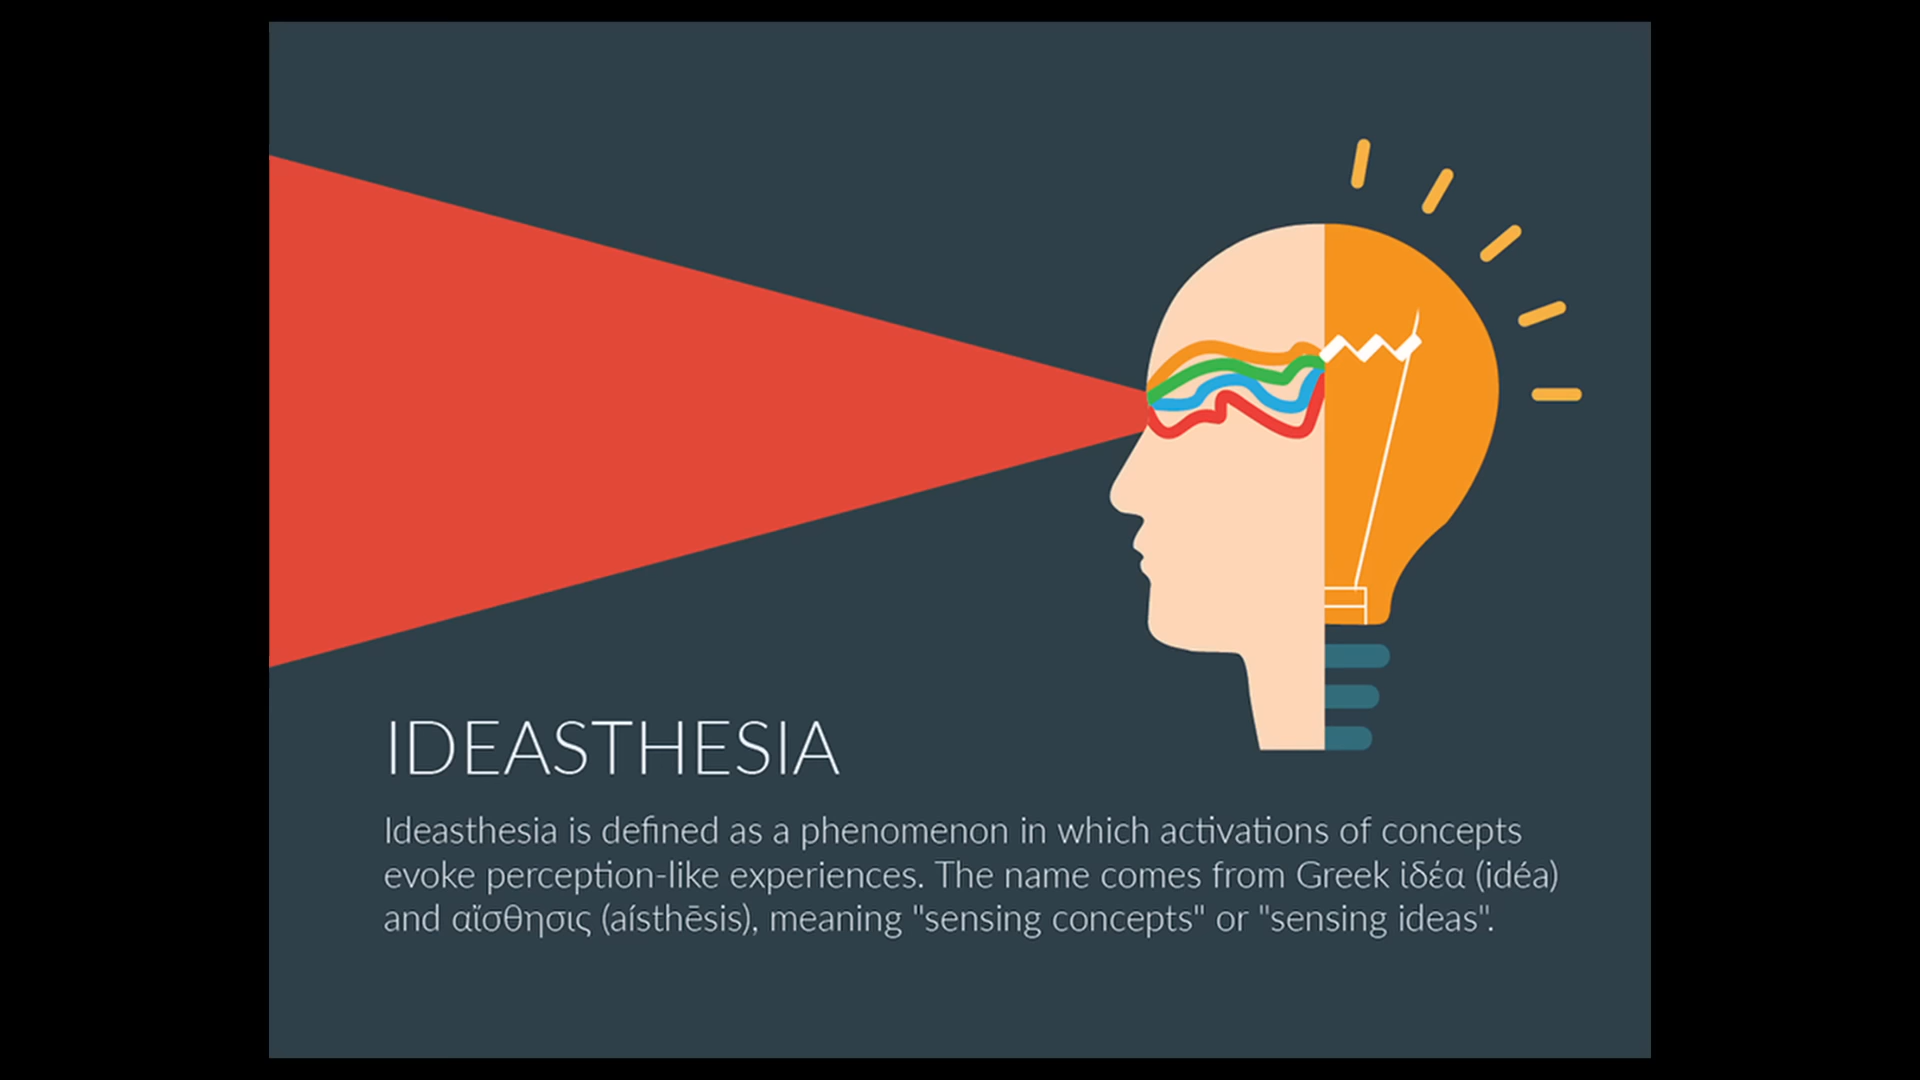 IDEASTHESIA
Ideasthesia is defined as a phenomenon in which activations of concepts
evoke perception-like experiences. The name comes from Greek ἰδέα (idéa)
and αἴσθησις (aísthēsis), meaning "sensing concepts" or "sensing ideas".